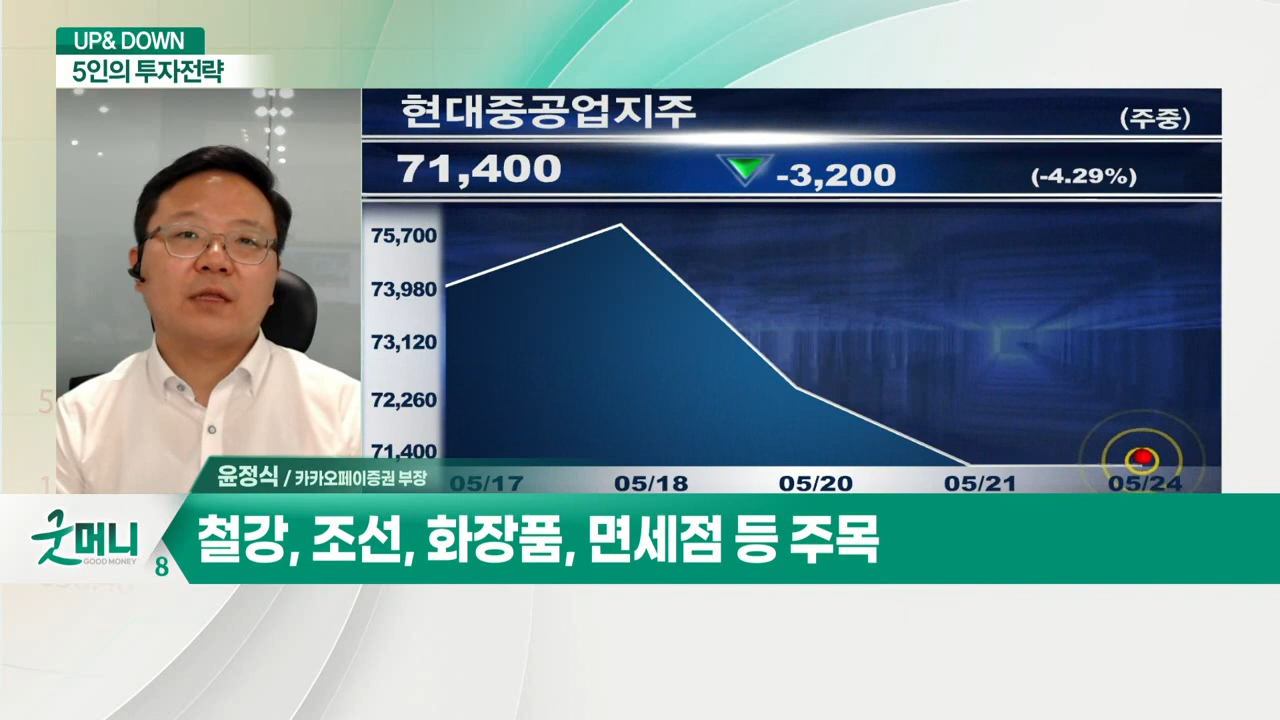 UP& DOWN
5인의 투자전략
현대중공업지주
(주중)
71,400
-3,200
(-4.29%)
75,700
73,980
73,120
72,260
71,400
05/17
05/18
05/20
05/21
05/24
윤정식 / 카카오페이증권 부장
굿머니
GOOD MONEY
8
철강, 조선, 화장품, 면세점 등 주목